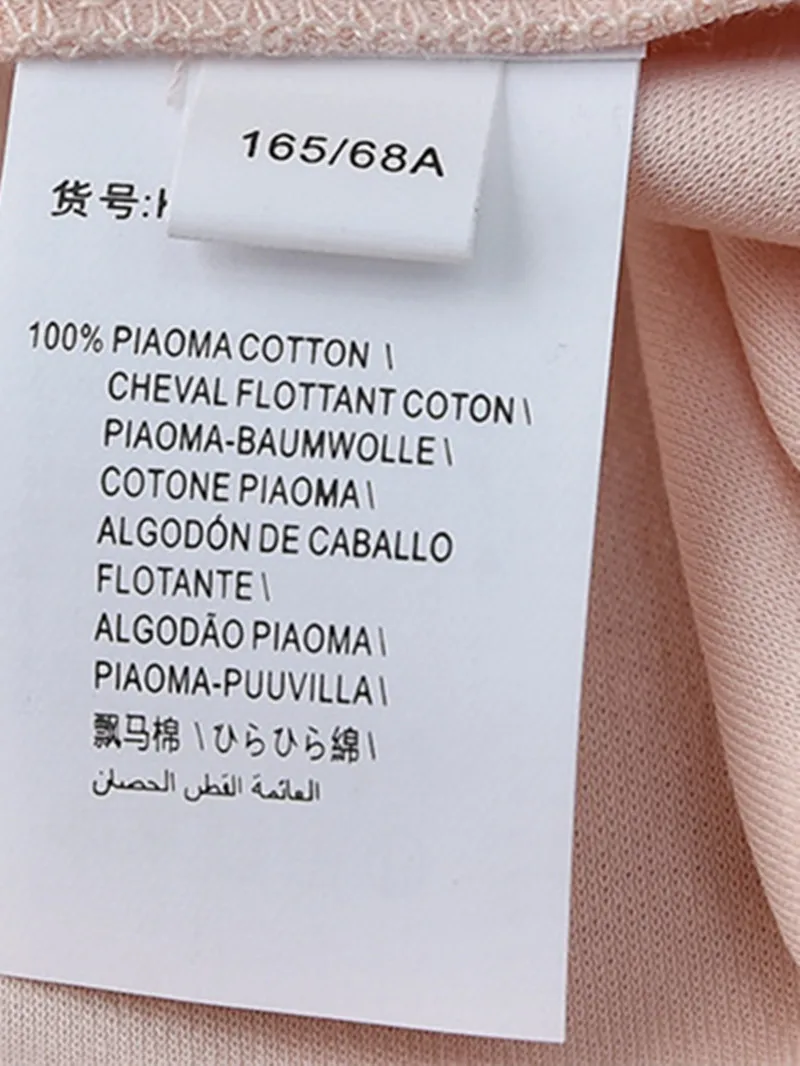 165/68A
货号:
100% PIAOMA COTTON \
CHEVAL FLOTTANT COTON \
PIAOMA-BAUMWOLLE \
COTONE PIAOMA \
ALGODÓN DE CABALLO
FLOTANTE \
ALGODÃO PIAOMA \
PIAOMA-PUUVILLA \
飘马棉 \ ひらひら綿 \
العائمة القطن الحصان